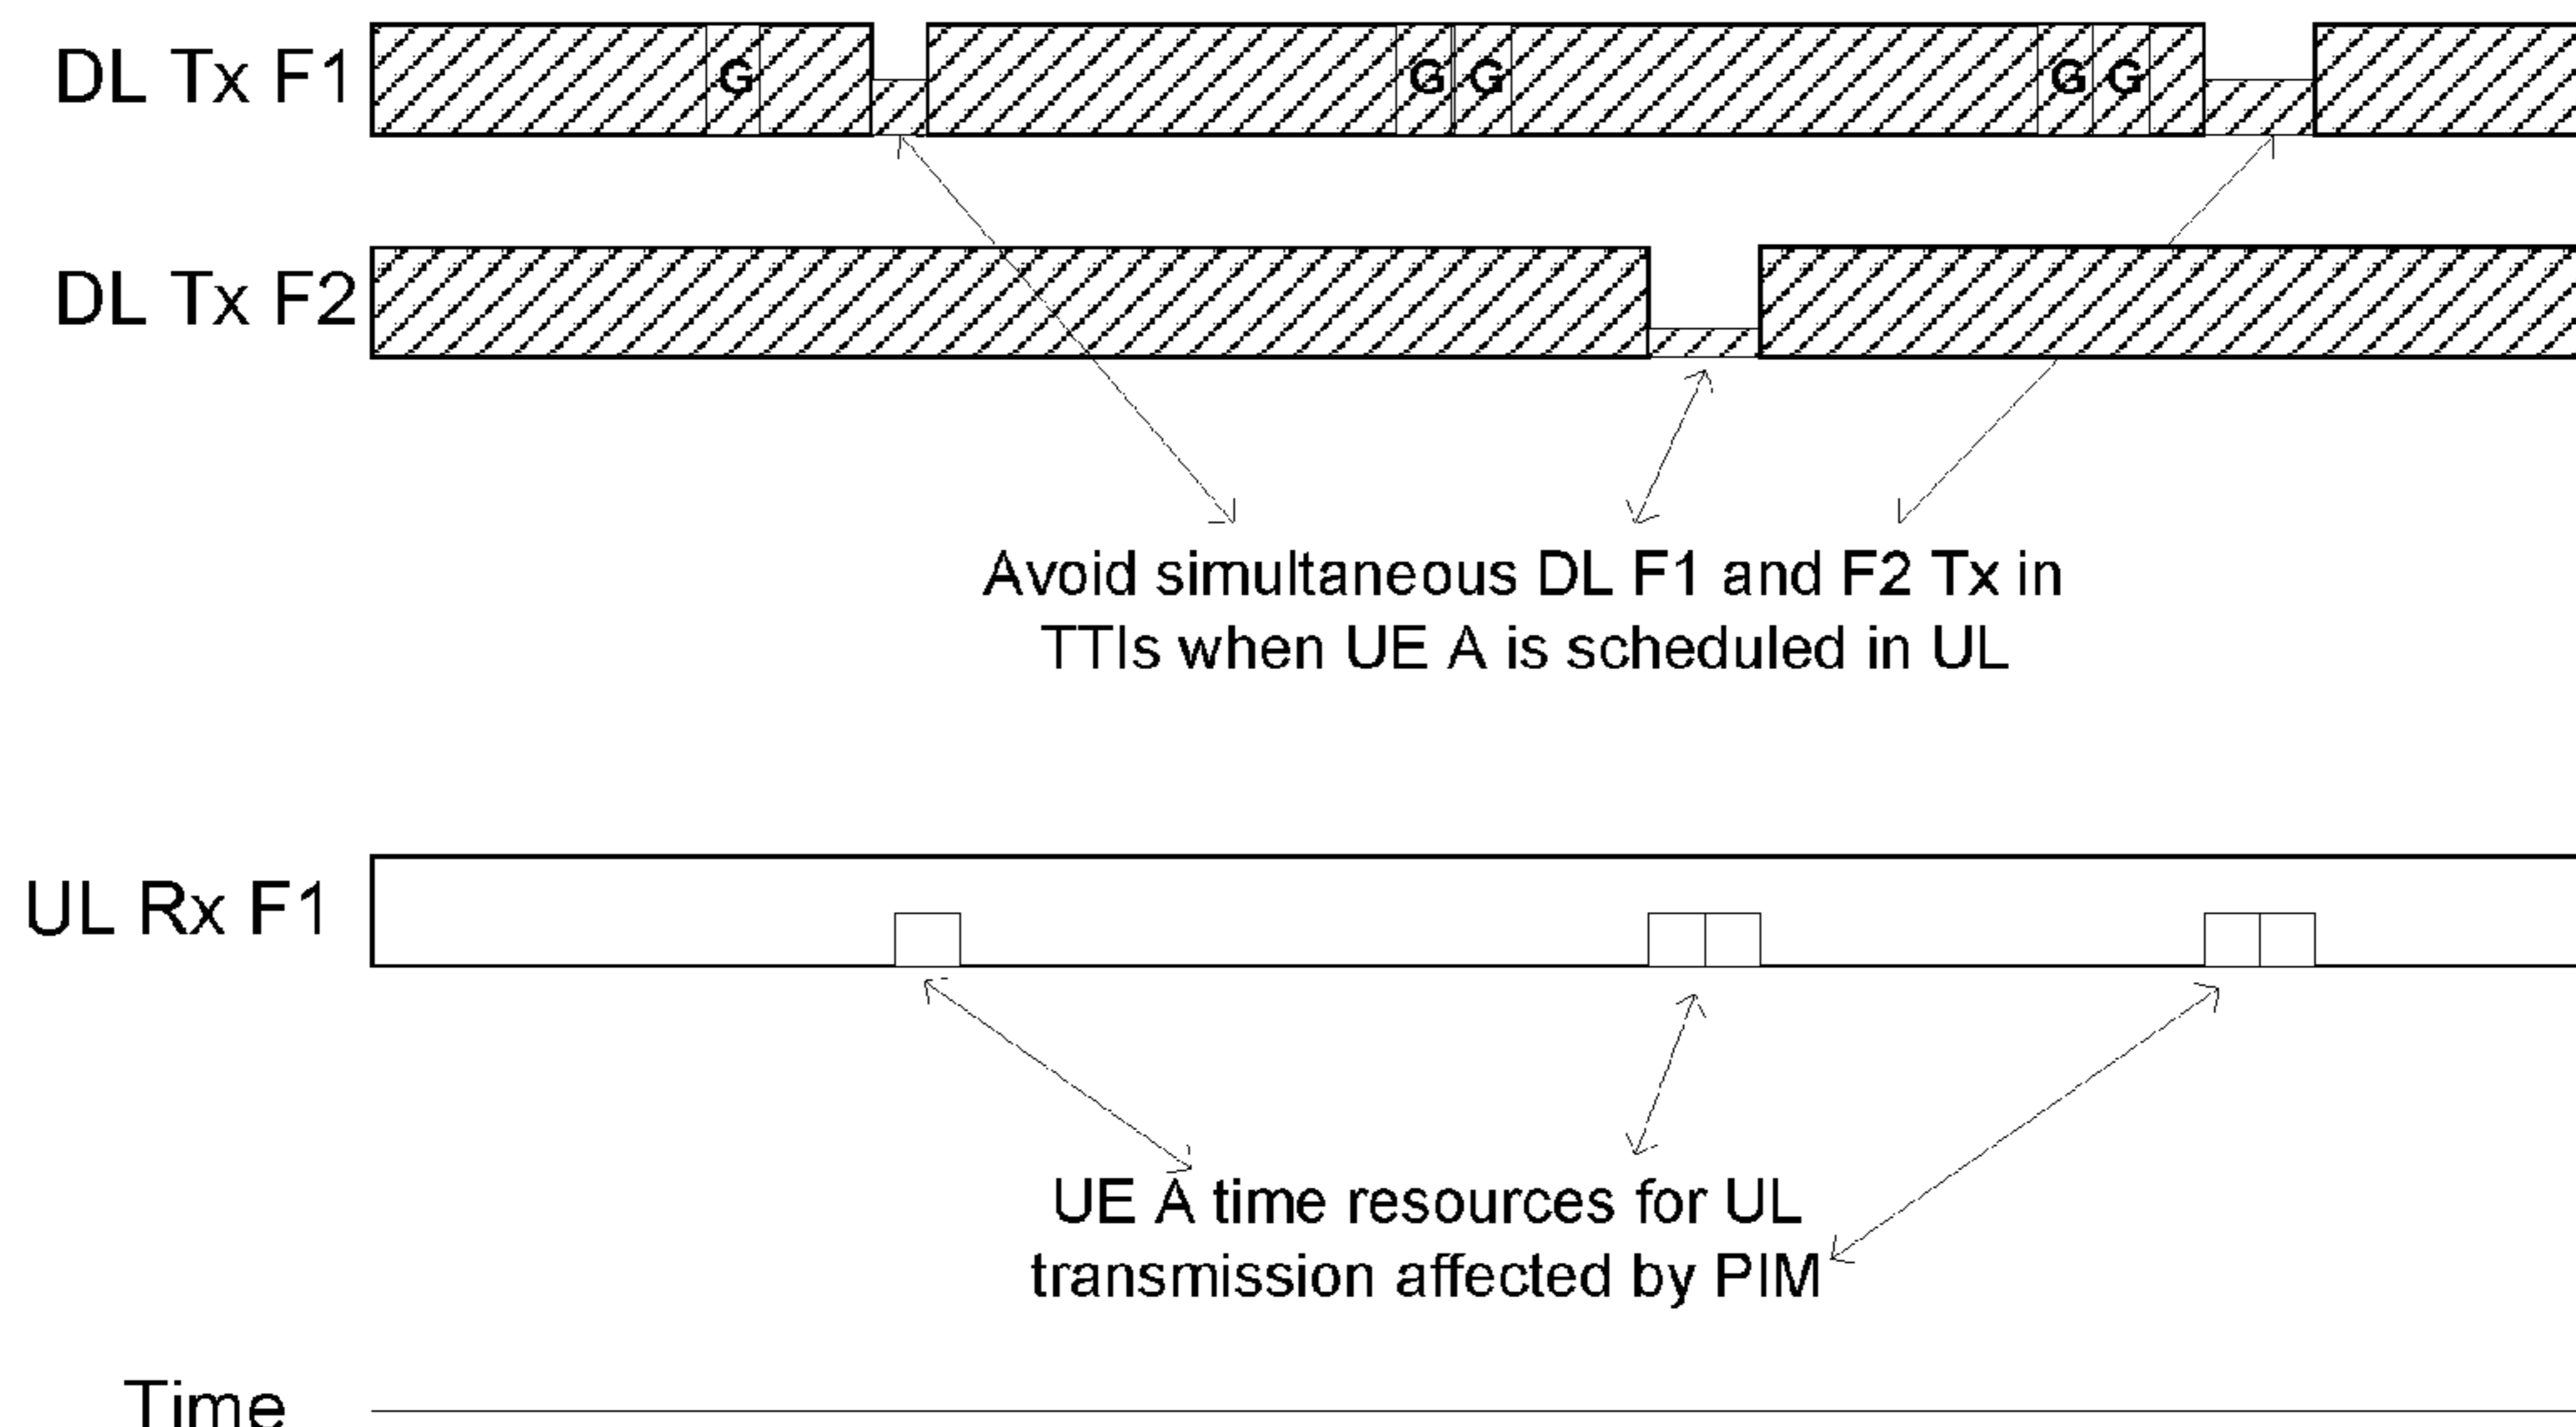 DL Tx F1 G G G G G
DL Tx F2
Avoid simultaneous DL F1 and F2 Tx in
TTIs when UE A is scheduled in UL
UL Rx F1
UE A time resources for UL
transmission affected by PIM
Time